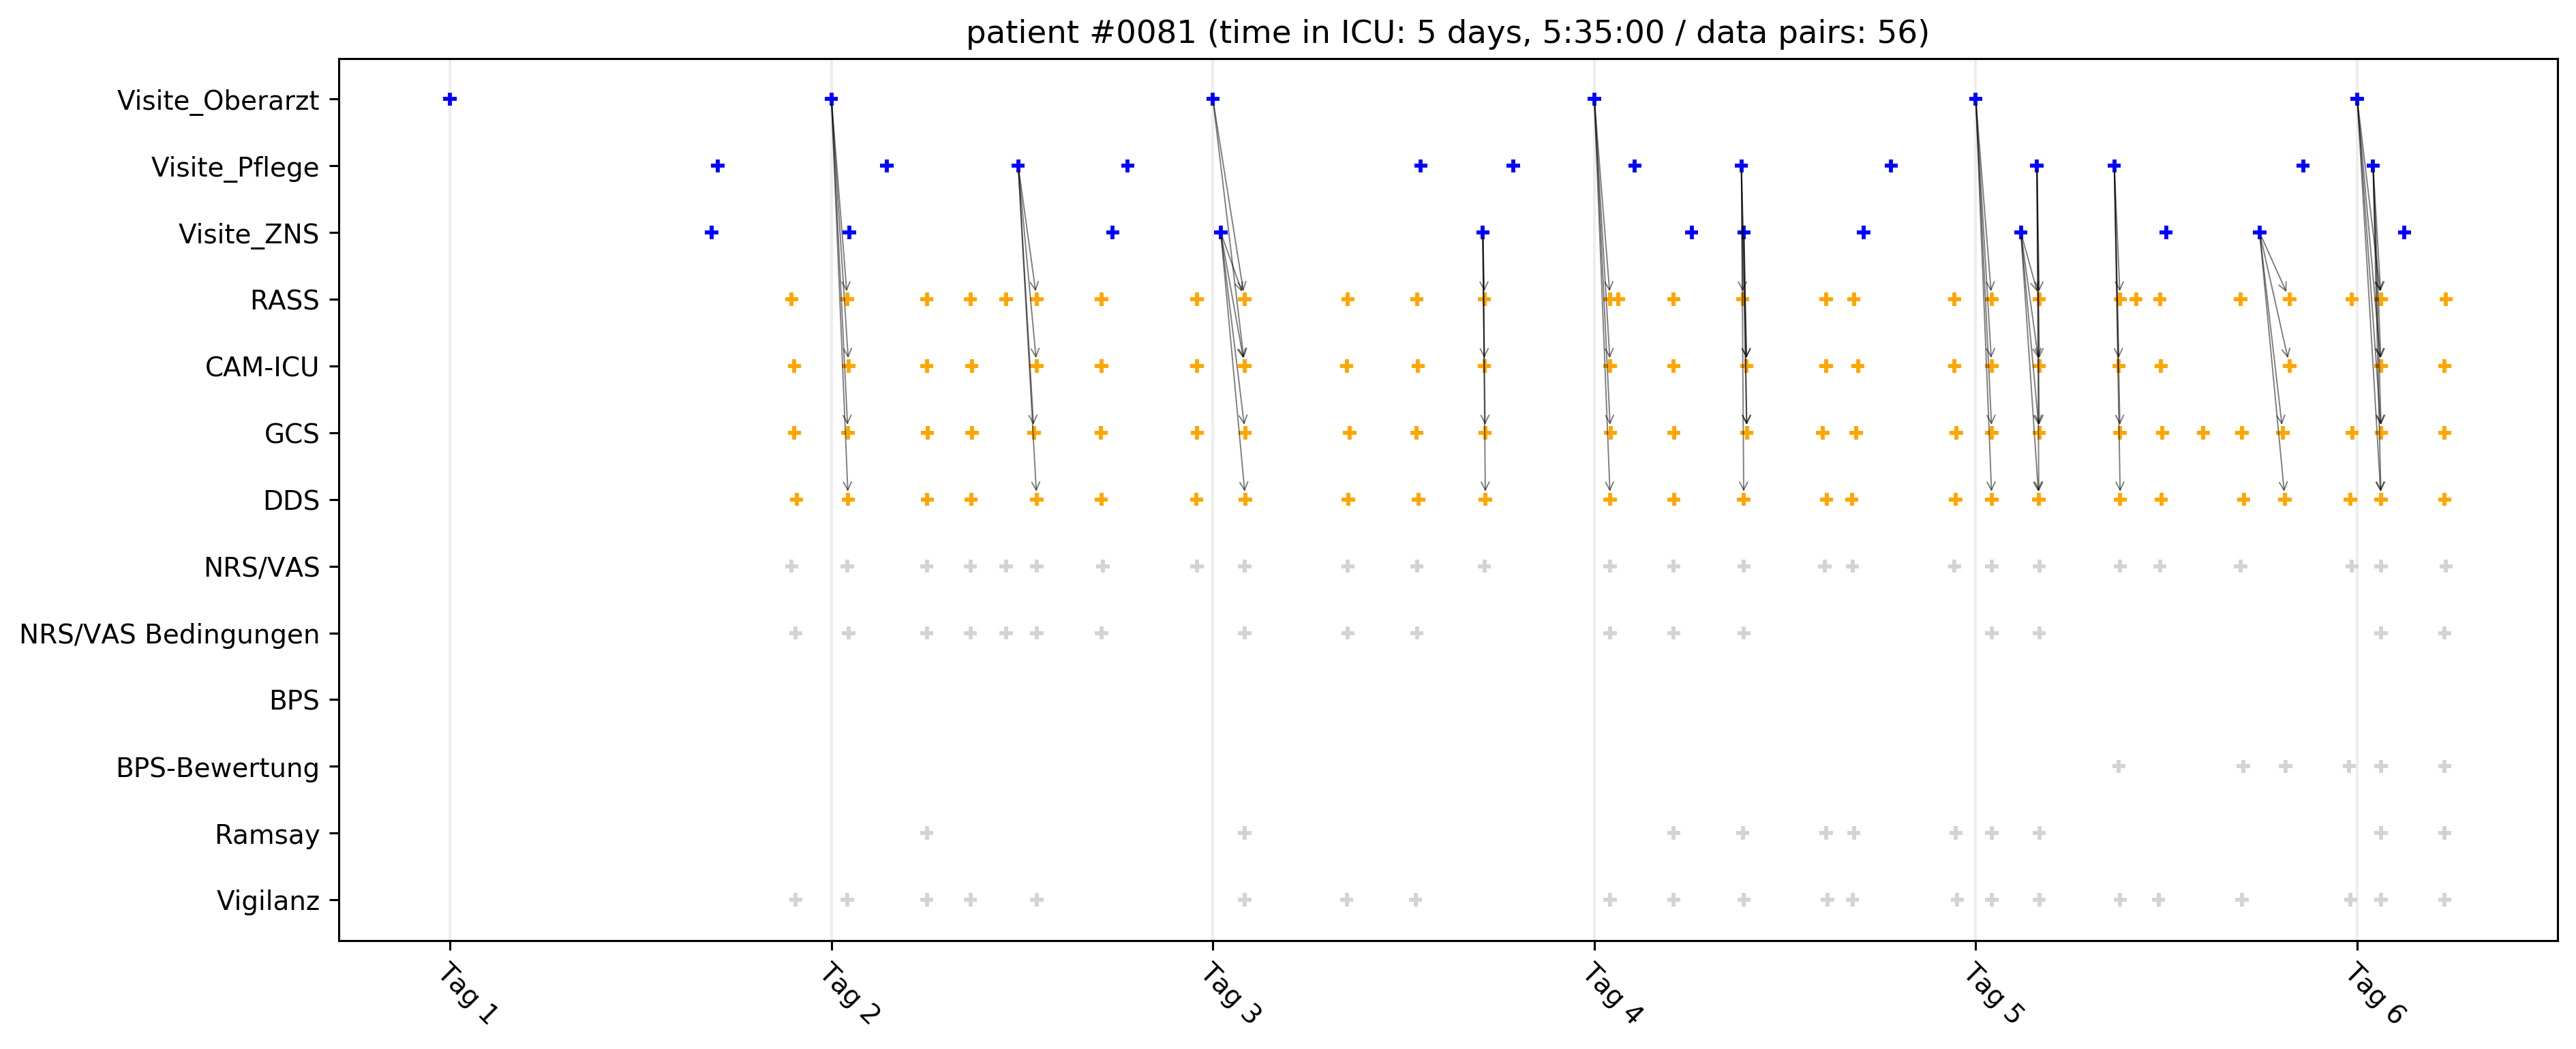 patient #0081 (time in ICU: 5 days, 5:35:00 / data pairs: 56)
Visite_Oberarzt
Visite_Pflege
Visite_ZNS
RASS
CAM-ICU
GCS
DDS
NRS/VAS
NRS/VAS Bedingungen
BPS
BPS-Bewertung
Ramsay
Vigilanz
Tag 1
Tag 2
Tag 3
Tag 4
Tag 5
Tag 6